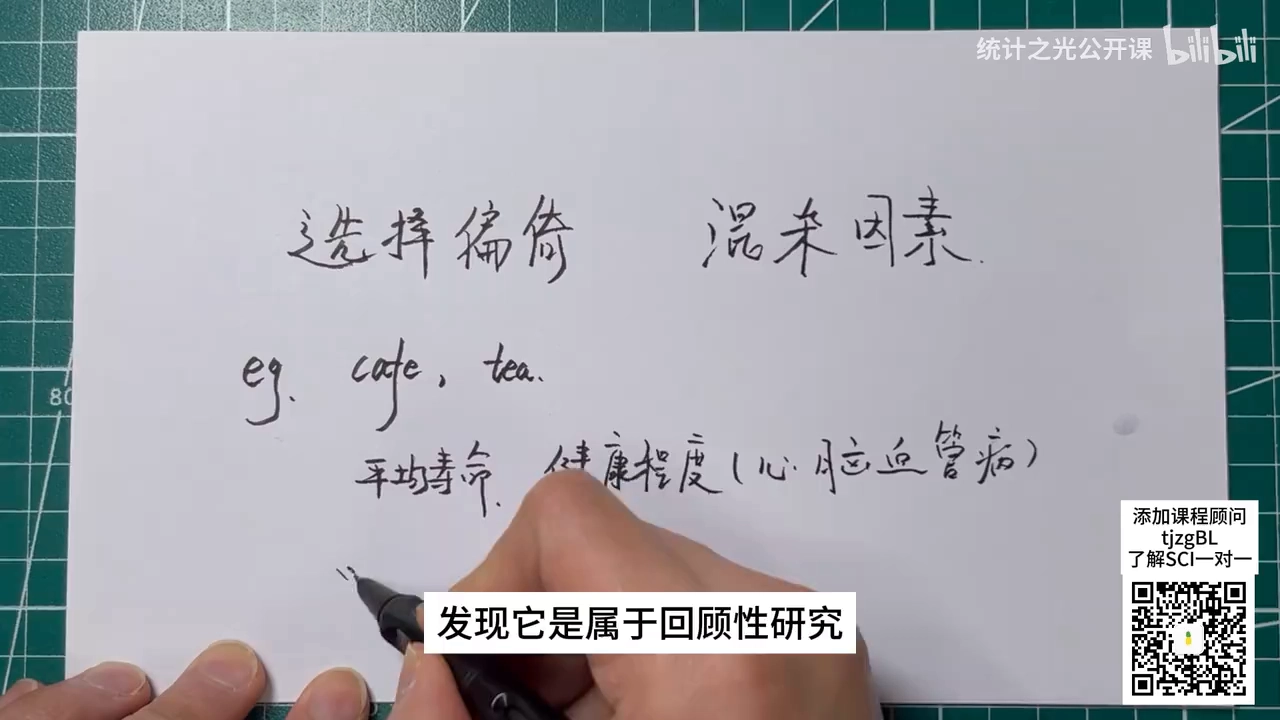 统计之光公开课 bilibili
选择偏倚 混杂因素.
eg. cafe, tea.
80
平均寿命. 健康程度(心脑血管病)
添加课程顾问
tjzgBL
了解SCI一对一
发现它是属于回顾性研究